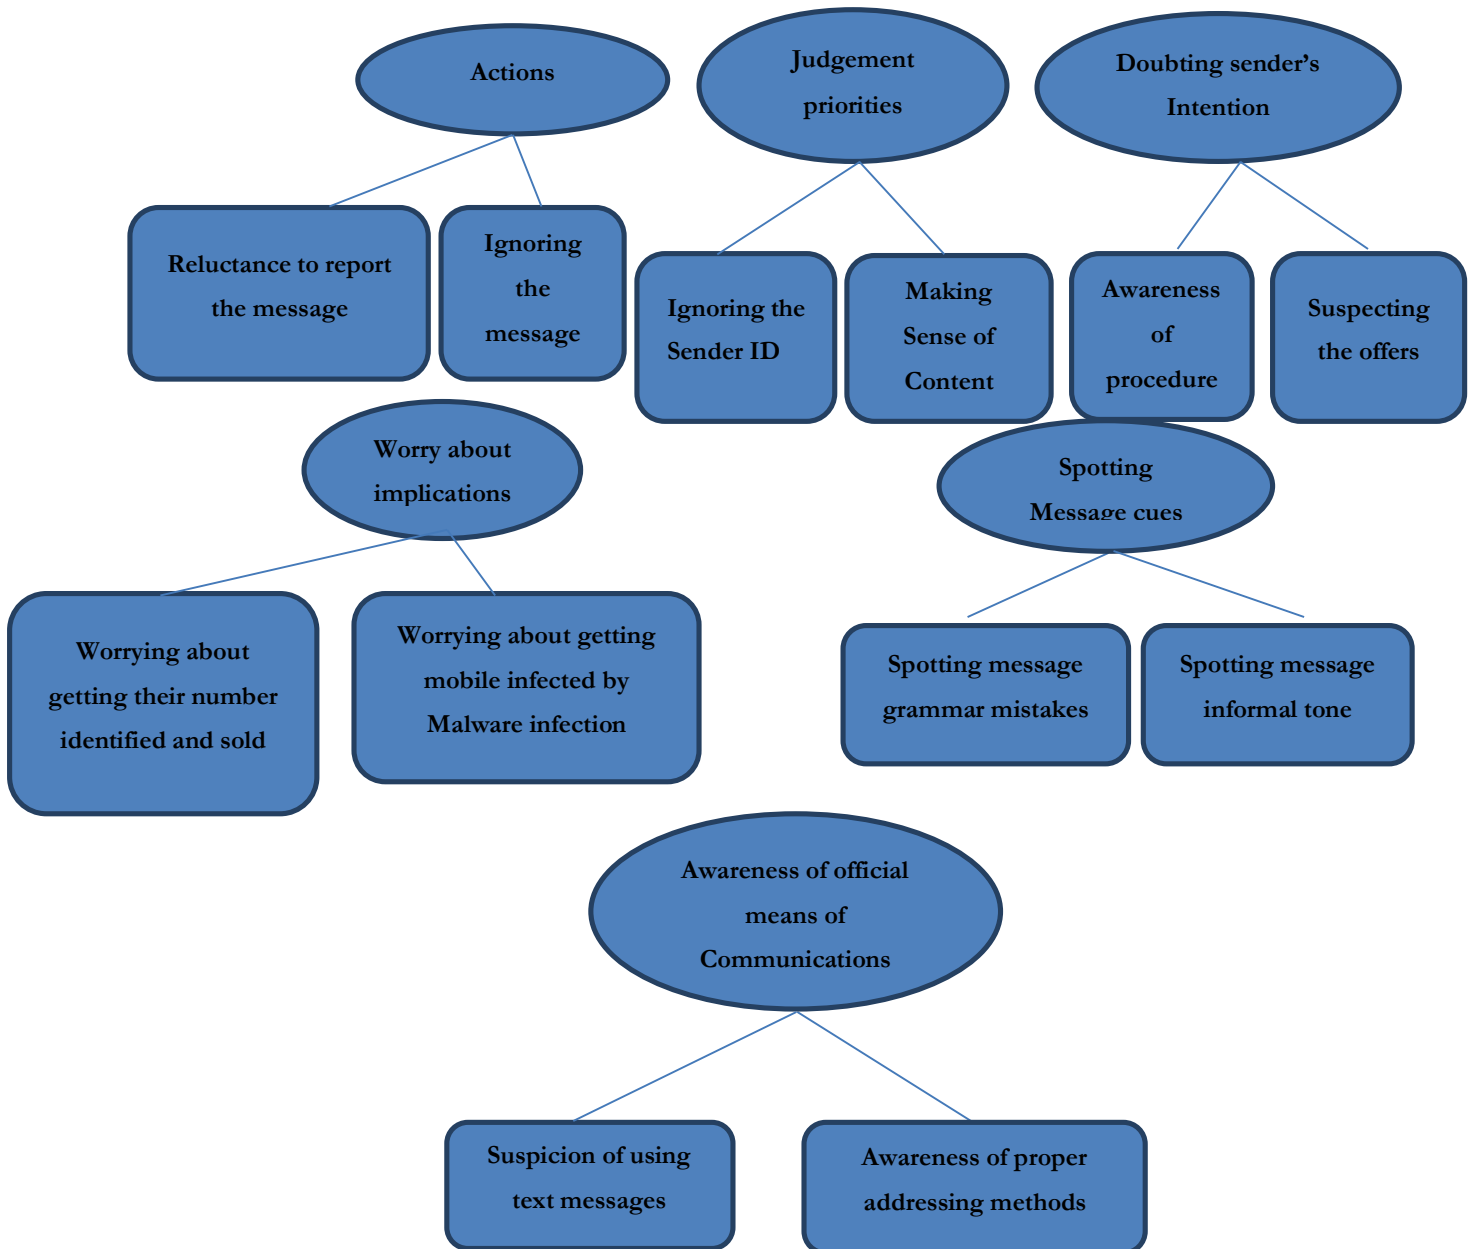 Actions
Judgement
priorities
Doubting sender's
Intention
Reluctance to report
the message
Ignoring
the
message
Ignoring the
Sender ID
Making
Sense of
Content
Awareness
of
procedure
Suspecting
the offers
Worry about
implications
Spotting
Message cues
Worrying about
getting their number
identified and sold
Worrying about getting
mobile infected by
Malware infection
Spotting message
grammar mistakes
Spotting message
informal tone
Awareness of official
means of
Communications
Suspicion of using
text messages
Awareness of proper
addressing methods